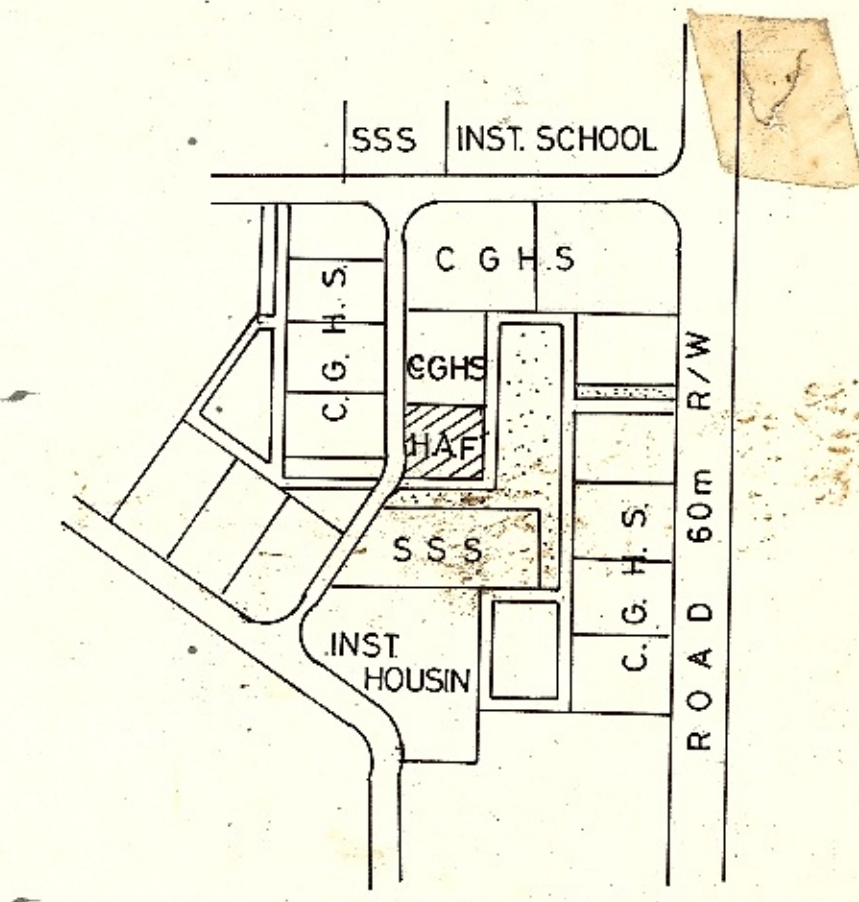 SSS
INST. SCHOOL
C G H.S
C. G. H. S.
CGHS
HAF
S S S
INST.
HOUSIN
C. G. H. S.
ROAD 60m R/W